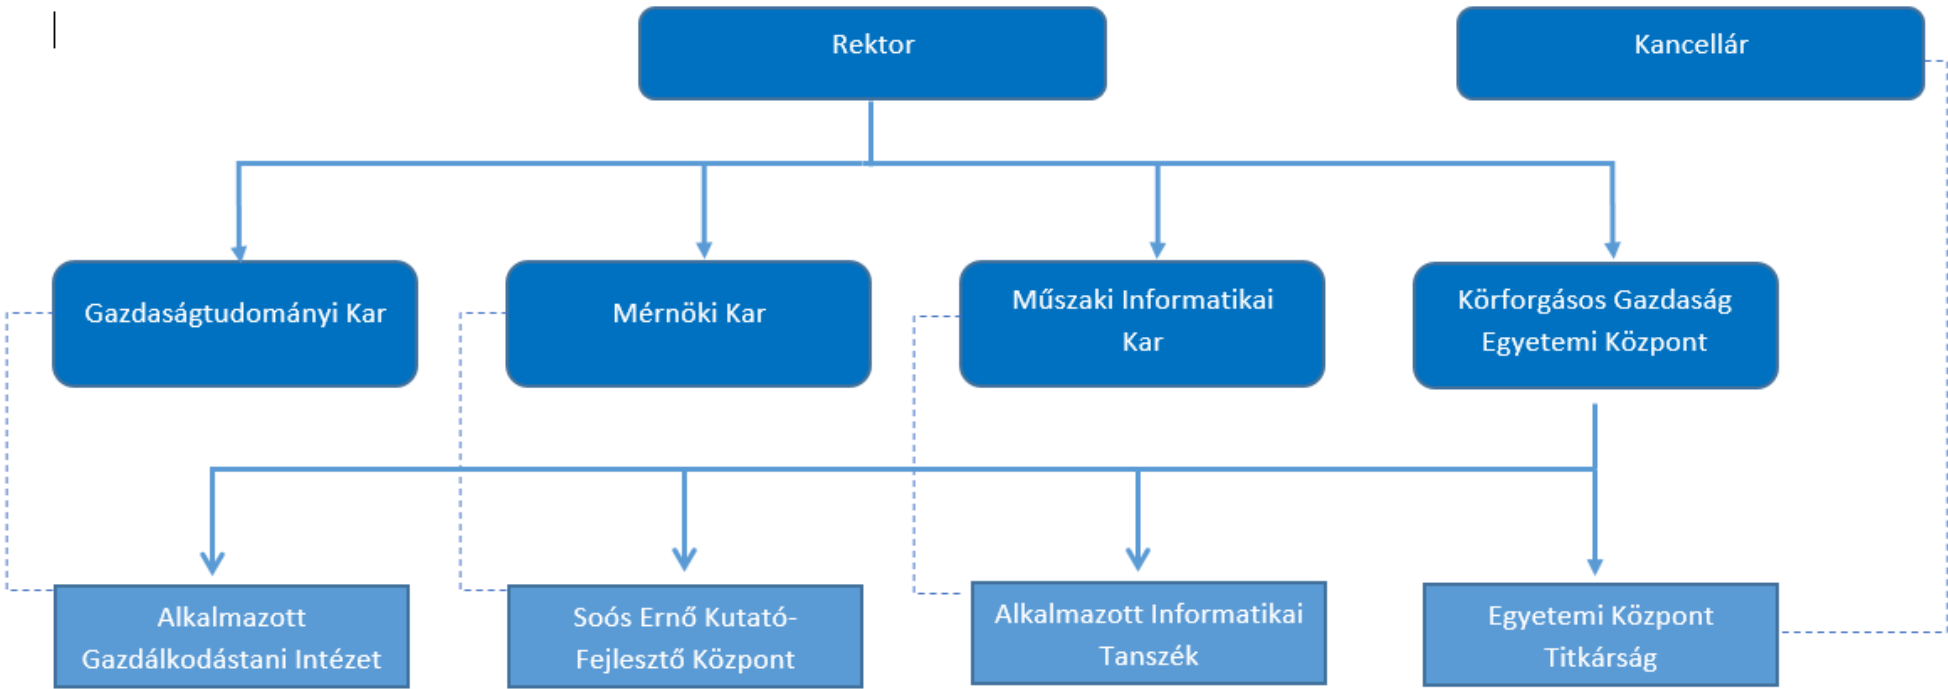 Rektor
Kancellár
Gazdaságtudományi Kar
Mérnöki Kar
Műszaki Informatikai
Kar
Körforgásos Gazdaság
Egyetemi Központ
Alkalmazott
Gazdálkodástani Intézet
Soós Ernő Kutató-
Fejlesztő Központ
Alkalmazott Informatikai
Tanszék
Egyetemi Központ
Titkárság